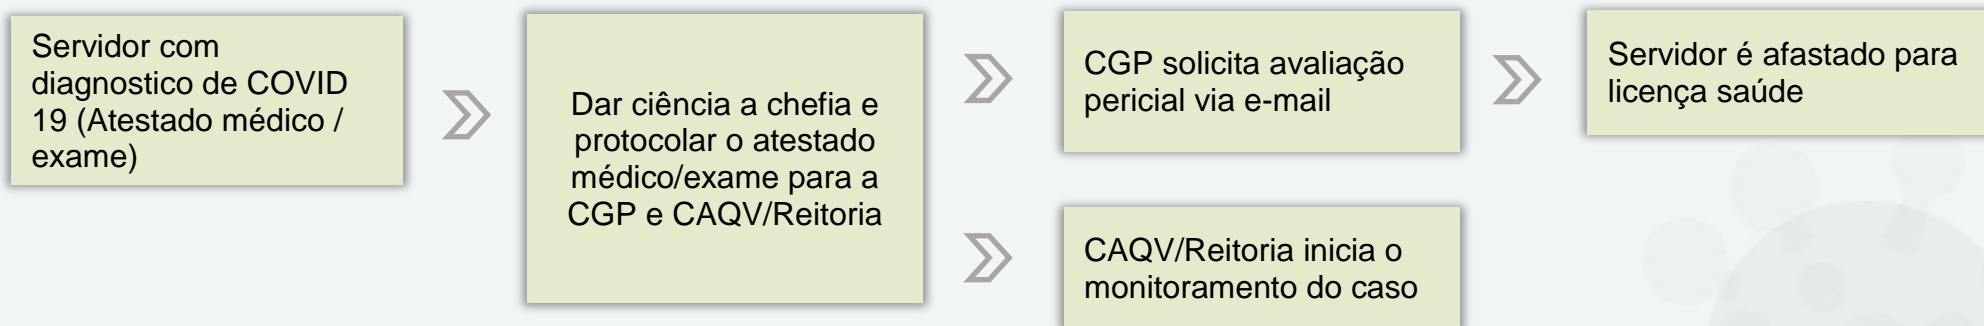 Servidor com
diagnostico de COVID
19 (Atestado médico /
exame)
Dar ciência a chefia e
protocolar o atestado
médico/exame para a
CGP e CAQV/Reitoria
CGP solicita avaliação
pericial via e-mail
Servidor é afastado para
licença saúde
CAQV/Reitoria inicia o
monitoramento do caso